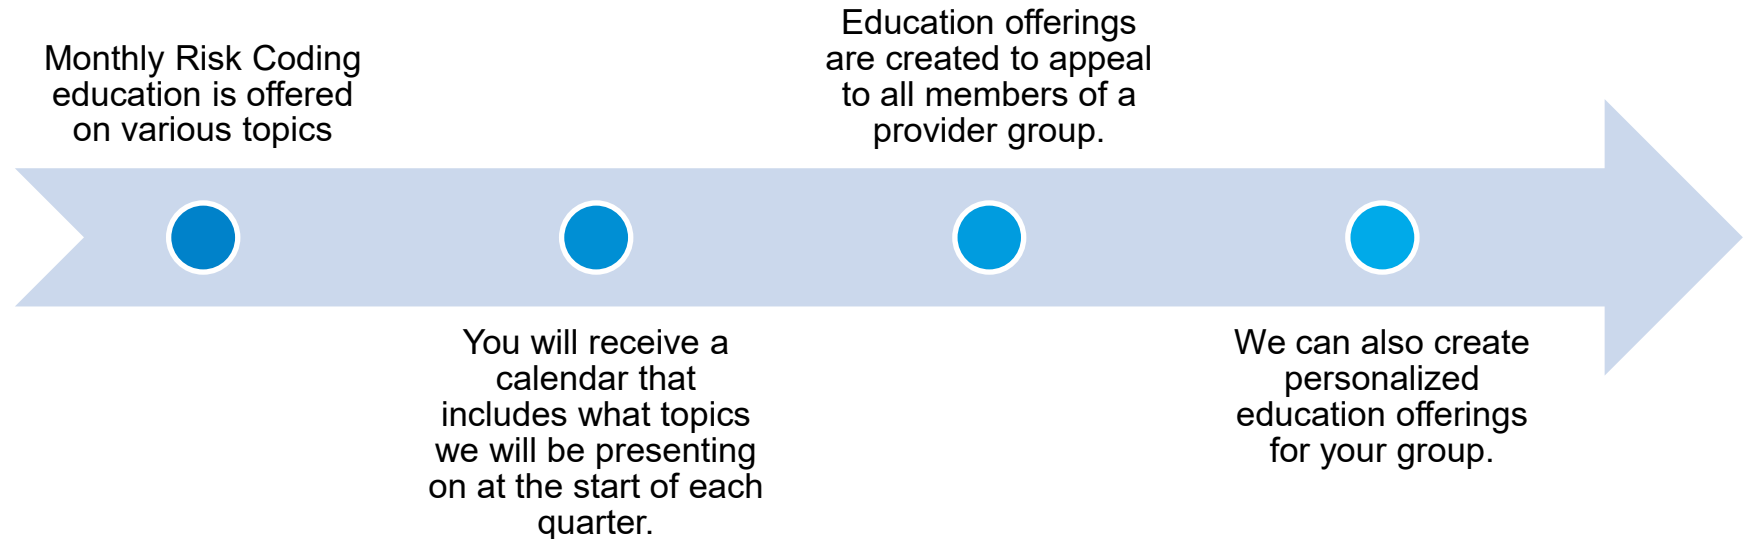 Monthly Risk Coding
education is offered
on various topics
You will receive a
calendar that
includes what topics
we will be presenting
on at the start of each
quarter.
Education offerings
are created to appeal
to all members of a
provider group.
We can also create
personalized
education offerings
for your group.